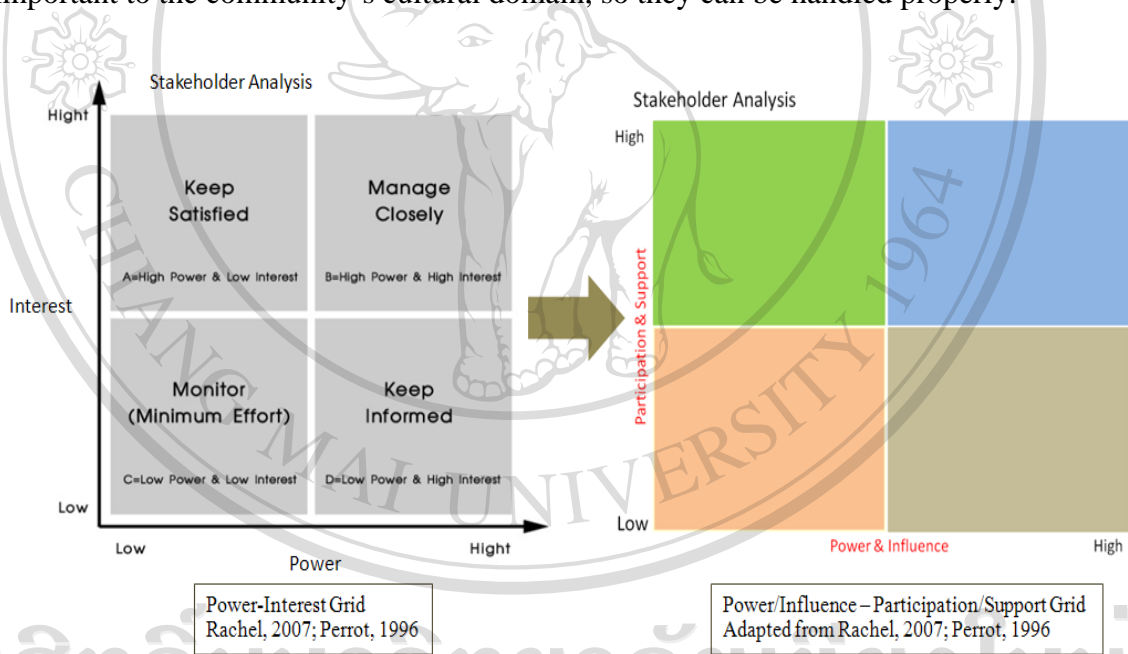 important to the community's cultural domain, so they can be handled properly.
Stakeholder Analysis
Hight
Keep
Satisfied
A=High Power & Low Interest
Manage
Closely
B=High Power & High Interest
Interest
Monitor
(Minimum Effort)
C=Low Power & Low Interest
Keep
Informed
D=Low Power & High Interest
Low
Low
Hight
Power
Power-Interest Grid
Rachel, 2007; Perrot, 1996
Stakeholder Analysis
High
Participation & Support
Low
Power & Influence
High
Power/Influence – Participation/Support Grid
Adapted from Rachel, 2007; Perrot, 1996
CHIANG MAI UNIVERSITY 1964